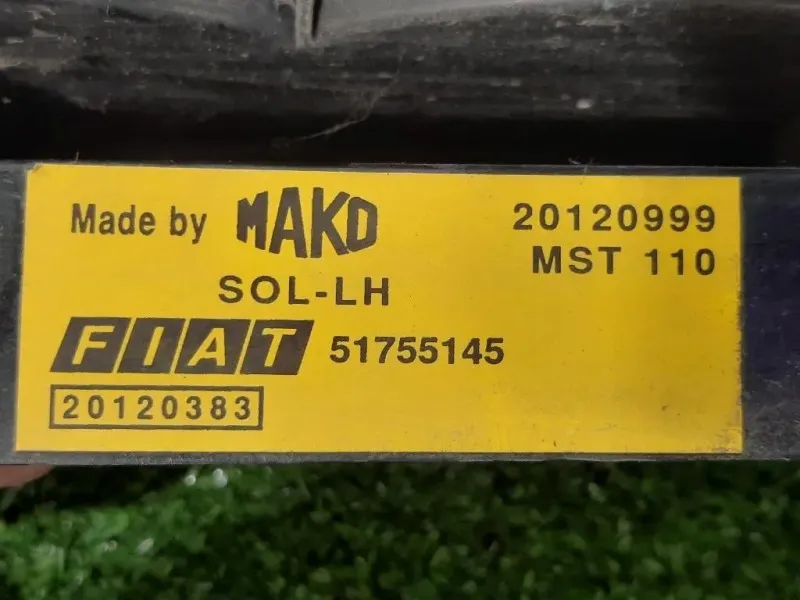 Made by MAKO 20120999
MST 110
SOL-LH
FIAT 51755145
20120383